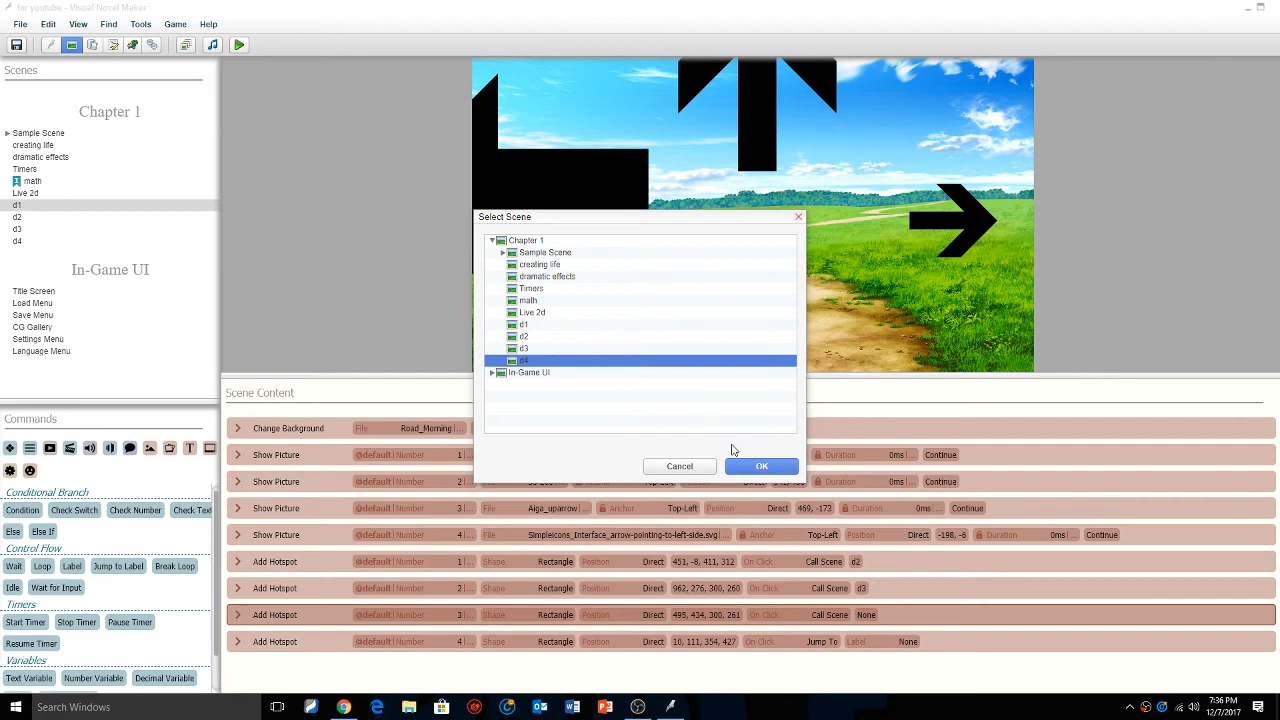 for youtube - Visual Novel Maker
File Edit View Find Tools Game Help
Scenes
Chapter 1
Sample Scene
creating life
dramatic effects
Timers
math
Live 2d
d1
d2
d3
d4
In-Game UI
Title Screen
Load Menu
Save Menu
CG Gallery
Settings Menu
Language Menu
Select Scene
Chapter 1
Sample Scene
creating life
dramatic effects
Timers
math
Live 2d
d1
d2
d3
d4
In-Game UI
Cancel OK
Commands
Conditional Branch
Condition Check Switch Check Number Check Text
Else Else If
Control Flow
Wait Loop Label Jump to Label Break Loop
Idle Wait for Input
Timers
Start Timer Stop Timer Pause Timer
Resume Timer
Variables
Text Variable Number Variable Decimal Variable
Scene Content
Change Background File Road_Morning|...
Show Picture @default| Number 1|... Duration 0ms|... Continue
Show Picture @default| Number 2|... Duration 0ms|... Continue
Show Picture @default| Number 3|... File Aiga_uparrow|... Anchor Top-Left Position Direct 469, -173 Duration 0ms|... Continue
Show Picture @default| Number 4|... File Simpleicons_Interface_arrow-pointing-to-left-side.svg|... Anchor Top-Left Position Direct -198, -6 Duration 0ms|... Continue
Add Hotspot @default| Number 1|... Shape Rectangle Position Direct 451, -8, 411, 312 On Click Call Scene d2
Add Hotspot @default| Number 2|... Shape Rectangle Position Direct 962, 276, 300, 260 On Click Call Scene d3
Add Hotspot @default| Number 3|... Shape Rectangle Position Direct 495, 434, 300, 261 On Click Call Scene None
Add Hotspot @default| Number 4|... Shape Rectangle Position Direct 10, 111, 354, 427 On Click Jump To Label None
Search Windows
7:36 PM
12/7/2017